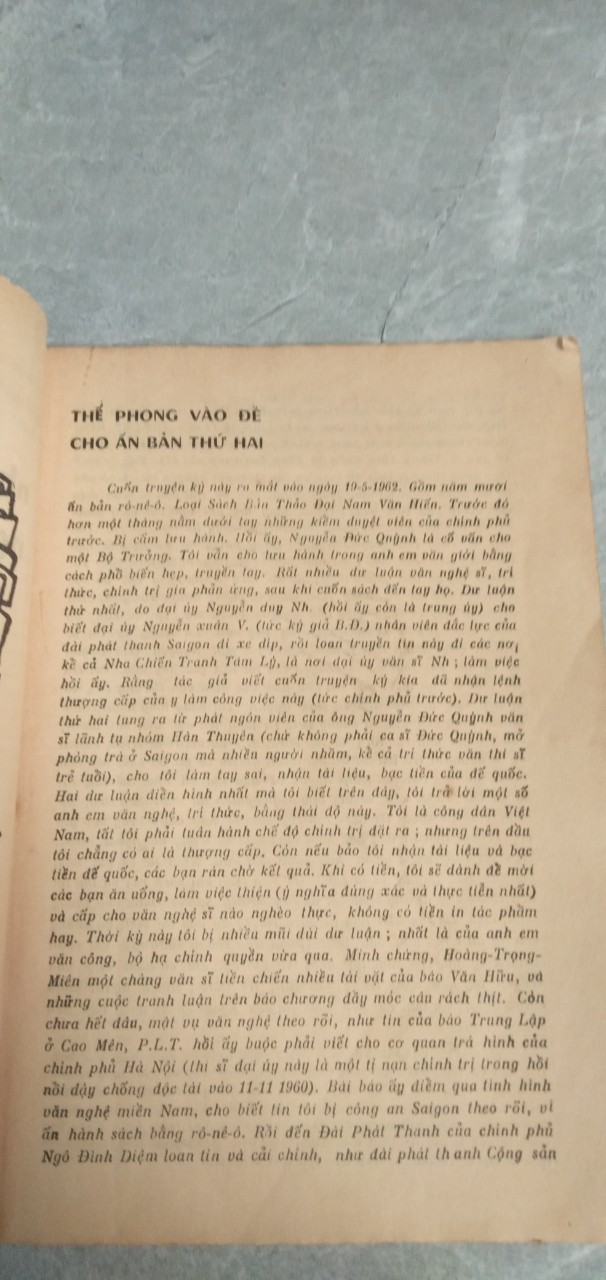 THẾ PHONG VÀO ĐỀ
CHO ẤN BẢN THỨ HAI
Cuốn truyện ký này ra mắt vào ngày 19-5-1962. Gồm năm mươi
ấn bản rô-nê-ô. Loại Sách Bản Thảo Đại Nam Văn Hiến. Trước đó
hơn một tháng nằm dưới tay những kiểm duyệt viên của chính phủ
trước. Bị cấm lưu hành. Hồi ấy, Nguyễn Đức Quỳnh là cố vấn cho
một Bộ Trưởng. Tôi vẫn cho lưu hành trong anh em văn giới bằng
cách phổ biến hẹp, truyền tay. Rất nhiều dư luận văn nghệ sĩ, trí
thức, chính trị gia phản ứng, sau khi cuốn sách đến tay họ. Dư luận
thứ nhất, do đại úy Nguyễn duy Nh. (hồi ấy còn là trung úy) cho
biết đại úy Nguyễn xuân V. (tức ký giả B.D.) nhân viên đắc lực của
đài phát thanh Saigon đi xe díp, rồi loan truyền tin này đi các nơi
kể cả Nha Chiến Tranh Tâm Lý, là nơi đại úy văn sĩ Nh ; làm việc
hồi ấy. Rằng tác giả viết cuốn truyện ký kia đã nhận lệnh
thượng cấp của y làm công việc này (tức chính phủ trước). Dư luận
thứ hai tung ra từ phát ngôn viên của ông Nguyễn Đức Quỳnh văn
sĩ lãnh tụ nhóm Hàn Thuyên (chứ không phải ca sĩ Đức Quỳnh, mở
phòng trà ở Saigon mà nhiều người nhầm, kể cả trí thức văn thi sĩ
trẻ tuổi), cho tôi làm tay sai, nhận tài liệu, bạc tiền của đế quốc.
Hai dư luận điển hình nhất mà tôi biết trên đây, tôi trả lời một số
anh em văn nghệ, trí thức, bằng thái độ này. Tôi là công dân Việt
Nam, tất tôi phải tuân hành chế độ chính trị đặt ra ; nhưng trên đầu
tôi chẳng có ai là thượng cấp. Còn nếu bảo tôi nhận tài liệu và bạc
tiền đế quốc, các bạn rán chờ kết quả. Khi có tiền, tôi sẽ dành để mời
các bạn ăn uống, làm việc thiện (ý nghĩa đúng xác và thực tiễn nhất)
và cấp cho văn nghệ sĩ nào nghèo thực, không có tiền in tác phẩm
hay. Thời kỳ này tôi bị nhiều mũi dùi dư luận ; nhất là của anh em
văn công, bộ hạ chính quyền vừa qua. Minh chứng, Hoàng-Trọng-
Miên một chàng văn sĩ tiền chiến nhiều tài vặt của báo Văn Hữu, và
những cuộc tranh luận trên báo chương đầy móc câu rách thịt. Còn
chưa hết đâu, mật vụ văn nghệ theo rõi, như tin của báo Trung Lập
ở Cao Mên, P.L.T. hồi ấy buộc phải viết cho cơ quan trá hình của
chính phủ Hà Nội (thi sĩ đại úy này là một tị nạn chính trị trong hồi
nổi dậy chống độc tài vào 11-11 1960). Bài báo ấy điểm qua tình hình
văn nghệ miền Nam, cho biết tin tôi bị công an Saigon theo rõi, vì
ấn hành sách bằng rô-nê-ô. Rồi đến Đài Phát Thanh của chính phủ
Ngô Đình Diệm loan tin và cải chính, như đài phát thanh Cộng sản